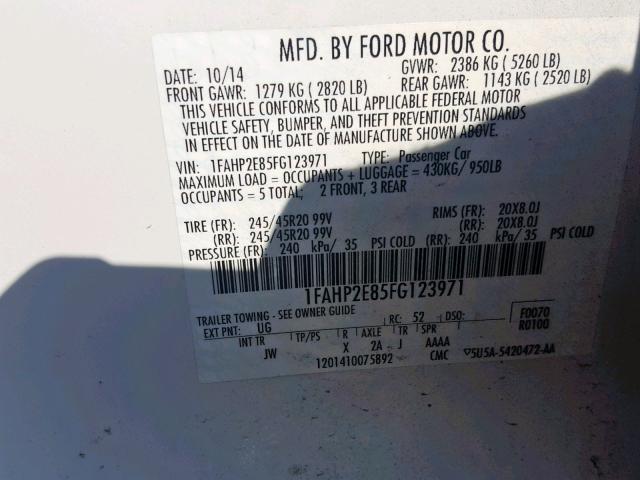 MFD. BY FORD MOTOR CO.
DATE: 10/14 GVWR: 2386 KG ( 5260 LB)
FRONT GAWR: 1279 KG ( 2820 LB) REAR GAWR: 1143 KG ( 2520 LB)
THIS VEHICLE CONFORMS TO ALL APPLICABLE FEDERAL MOTOR
VEHICLE SAFETY, BUMPER, AND THEFT PREVENTION STANDARDS
IN EFFECT ON THE DATE OF MANUFACTURE SHOWN ABOVE.
VIN: 1FAHP2E85FG123971 TYPE: Passenger Car
MAXIMUM LOAD = OCCUPANTS + LUGGAGE = 430KG/ 950LB
OCCUPANTS = 5 TOTAL; 2 FRONT, 3 REAR
TIRE (FR): 245/45R20 99V RIMS (FR): 20X8.0J
(RR): 245/45R20 99V (RR): 20X8.0J
PRESSURE (FR): 240 kPa/ 35 PSI COLD (RR): 240 kPa/ 35 PSI COLD
1FAHP2E85FG123971
TRAILER TOWING - SEE OWNER GUIDE
EXT PNT: UG RC: 52 DSO: F0070
R0100
INT TR TP/PS R AXLE TR SPR
JW X 2A J AAAA
1201410075892 CMC ▽5U5A-5420472-AA